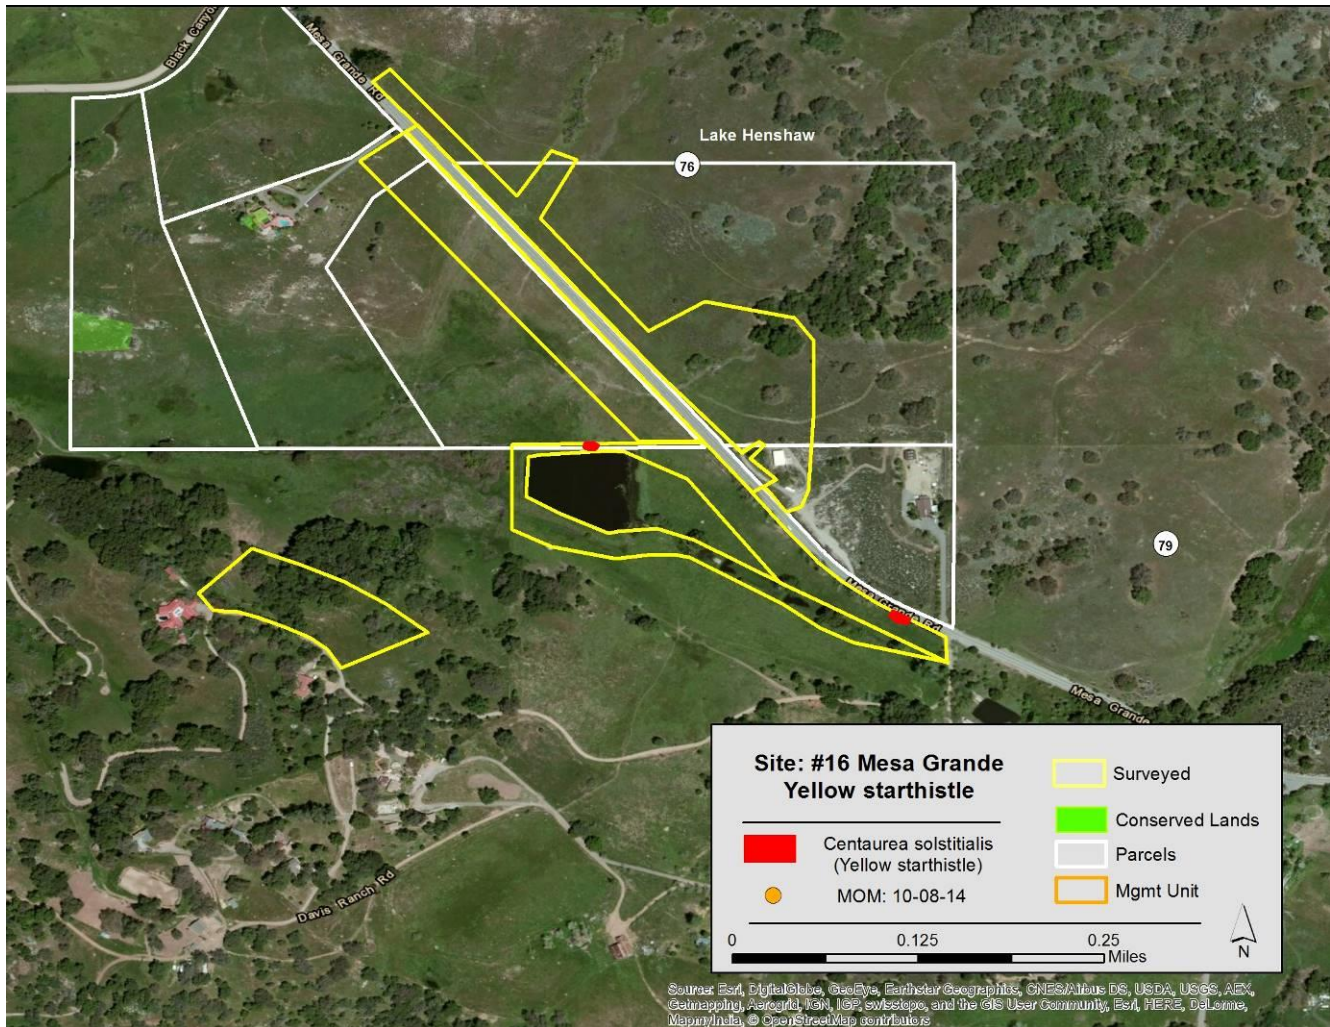 Black Canyon
Mesa Grande Rd
Lake Henshaw
76
79
Mesa Grande Rd
Mesa Grande
Davis Ranch Rd
Site: #16 Mesa Grande
Yellow starthistle
Centaurea solstitialis
(Yellow starthistle)
MOM: 10-08-14
Surveyed
Conserved Lands
Parcels
Mgmt Unit
0 0.125 0.25
Miles
N
Source: Esri, DigitalGlobe, GeoEye, Earthstar Geographics, CNES/Airbus DS, USDA, USGS, AEX,
Getmapping, Aerogrid, IGN, IGP, swisstopo, and the GIS User Community, Esri, HERE, DeLorme,
MapmyIndia, © OpenStreetMap contributors